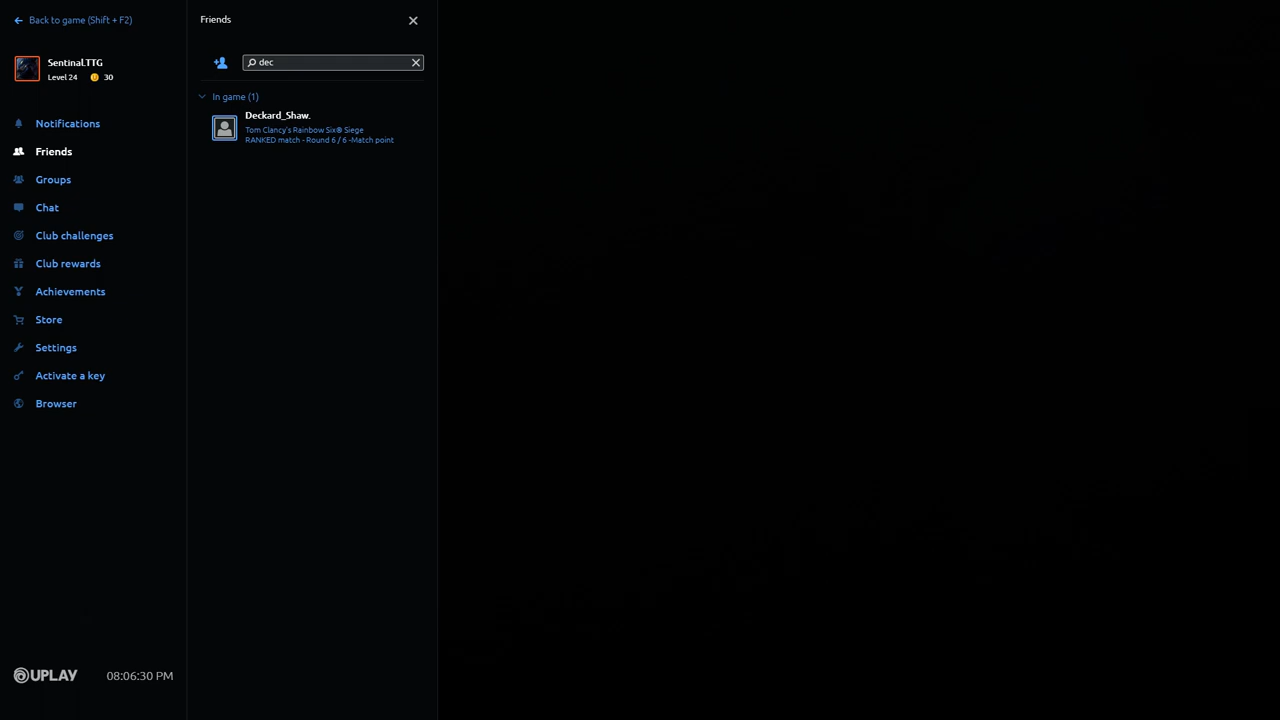 Back to game (Shift + F2)
Sentinal.TTG
Level 24 30
Notifications
Friends
Groups
Chat
Club challenges
Club rewards
Achievements
Store
Settings
Activate a key
Browser
UPLAY 08:06:30 PM
Friends
dec
In game (1)
Deckard_Shaw.
Tom Clancy's Rainbow Six® Siege
RANKED match - Round 6 / 6 -Match point